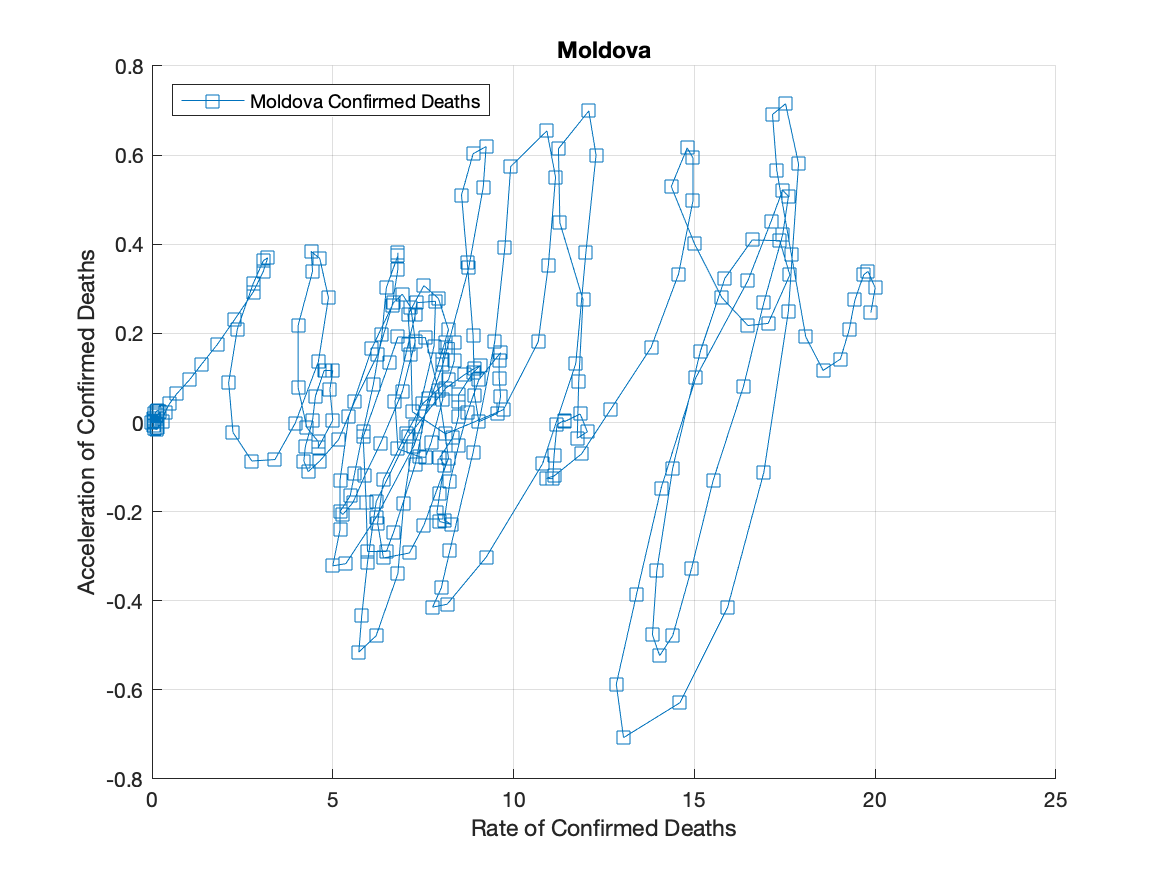 Moldova
Moldova Confirmed Deaths
0.8
0.6
0.4
0.2
0
-0.2
-0.4
-0.6
-0.8
Acceleration of Confirmed Deaths
0 5 10 15 20 25
Rate of Confirmed Deaths